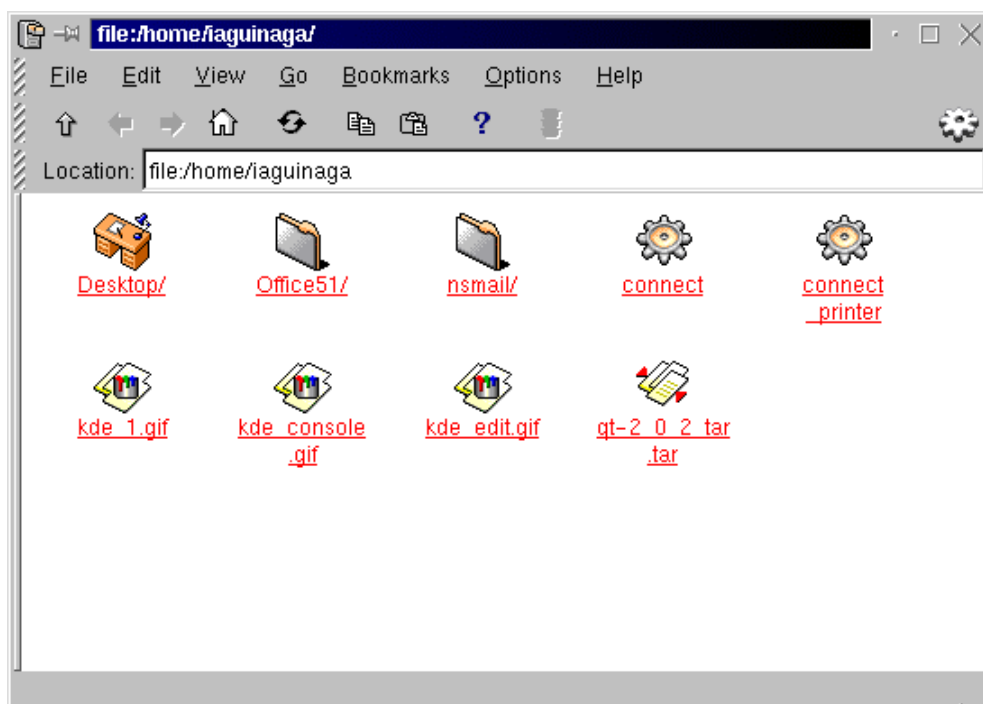 file:/home/iaguinaga/
File Edit View Go Bookmarks Options Help
?
Location: file:/home/iaguinaga
Desktop/ Office51/ nsmail/ connect connect
_printer
kde_1.gif kde_console kde_edit.gif qt-2_0_2_tar
.gif .tar